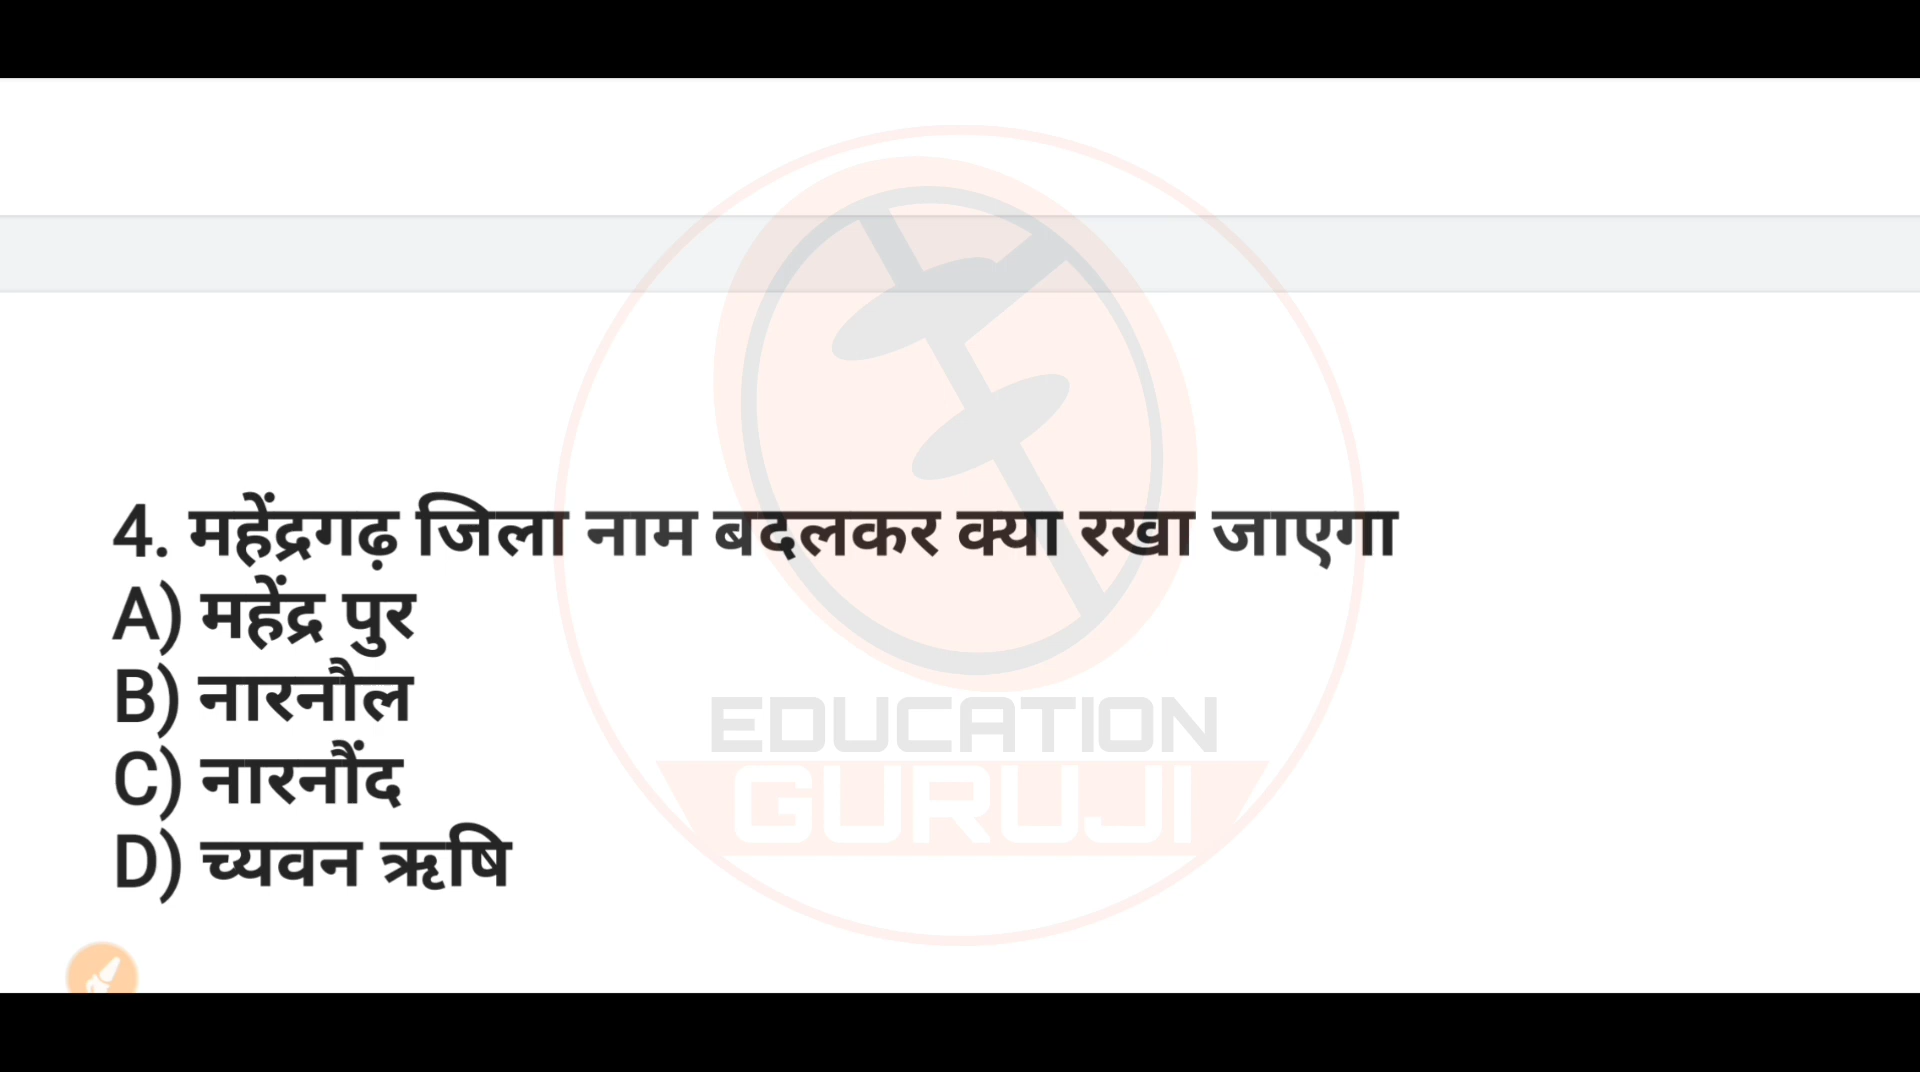 4. महेंद्रगढ़ जिला नाम बदलकर क्या रखा जाएगा
A) महेंद्र पुर
B) नारनौल
C) नारनौंद
D) च्यवन ऋषि
EDUCATION
GURUJI